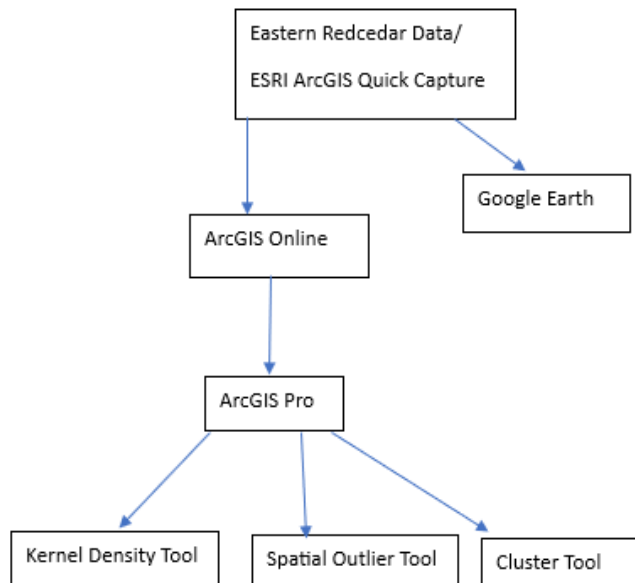 Eastern Redcedar Data/
ESRI ArcGIS Quick Capture
Google Earth
ArcGIS Online
ArcGIS Pro
Kernel Density Tool
Spatial Outlier Tool
Cluster Tool